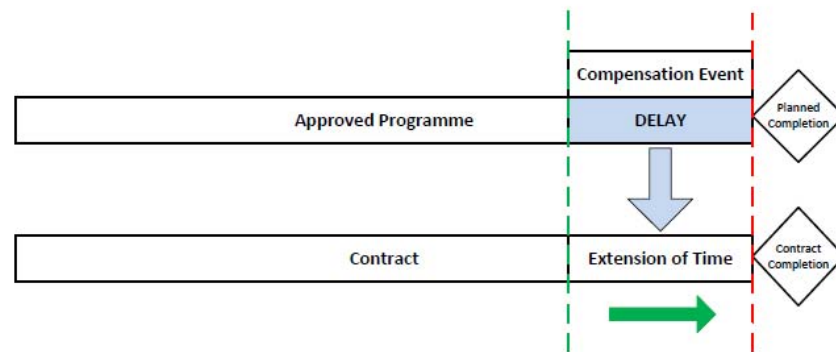 Compensation Event
Approved Programme
DELAY
Planned
Completion
Contract
Extension of Time
Contract
Completion